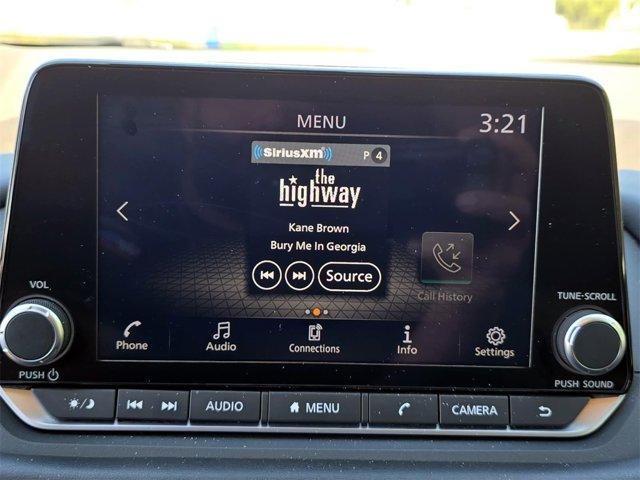 MENU 3:21
SiriusXM P 4
the
highway
Kane Brown
Bury Me In Georgia
Source
Call History
VOL
TUNE·SCROLL
Phone Audio Connections Info Settings
PUSH
PUSH SOUND
AUDIO MENU CAMERA